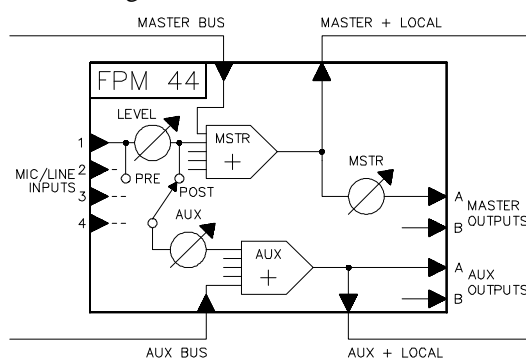 MASTER BUS
MASTER + LOCAL
FPM 44
LEVEL
MSTR
+
1
2
3
4
MIC/LINE
INPUTS
PRE
POST
MSTR
A
B
MASTER
OUTPUTS
AUX
AUX
+
A
B
AUX
OUTPUTS
AUX BUS
AUX + LOCAL